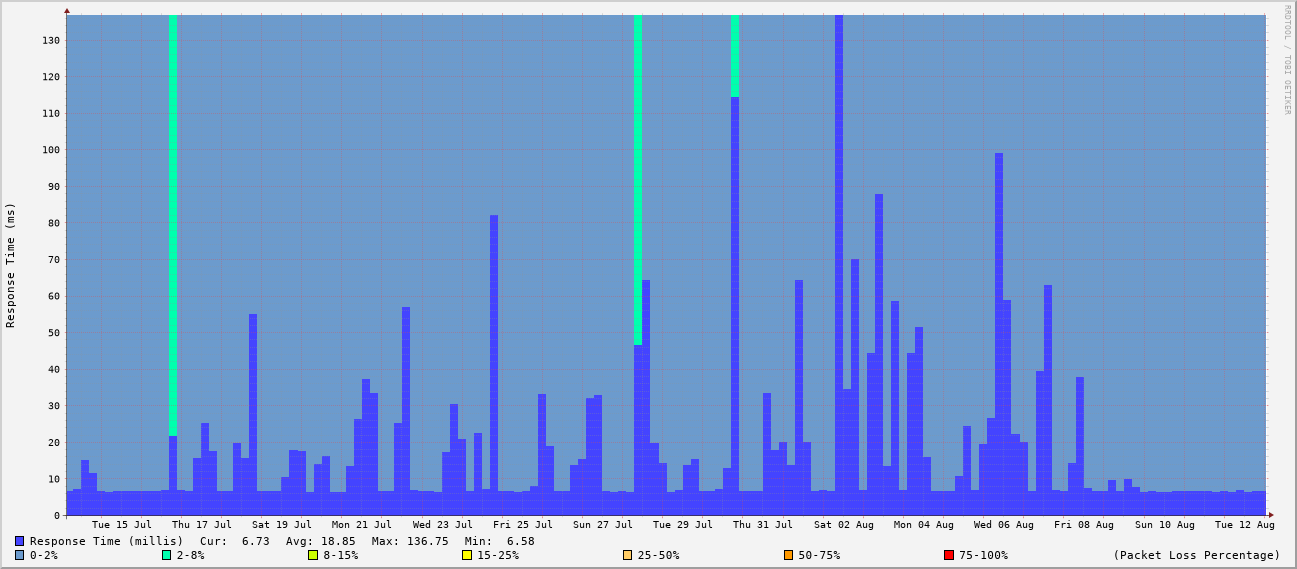 RRDTOOL / TOBI OETIKER
Response Time (ms)
130
120
110
100
90
80
70
60
50
40
30
20
10
0
Tue 15 Jul Thu 17 Jul Sat 19 Jul Mon 21 Jul Wed 23 Jul Fri 25 Jul Sun 27 Jul Tue 29 Jul Thu 31 Jul Sat 02 Aug Mon 04 Aug Wed 06 Aug Fri 08 Aug Sun 10 Aug Tue 12 Aug
Response Time (millis) Cur: 6.73 Avg: 18.85 Max: 136.75 Min: 6.58
0-2% 2-8% 8-15% 15-25% 25-50% 50-75% 75-100% (Packet Loss Percentage)